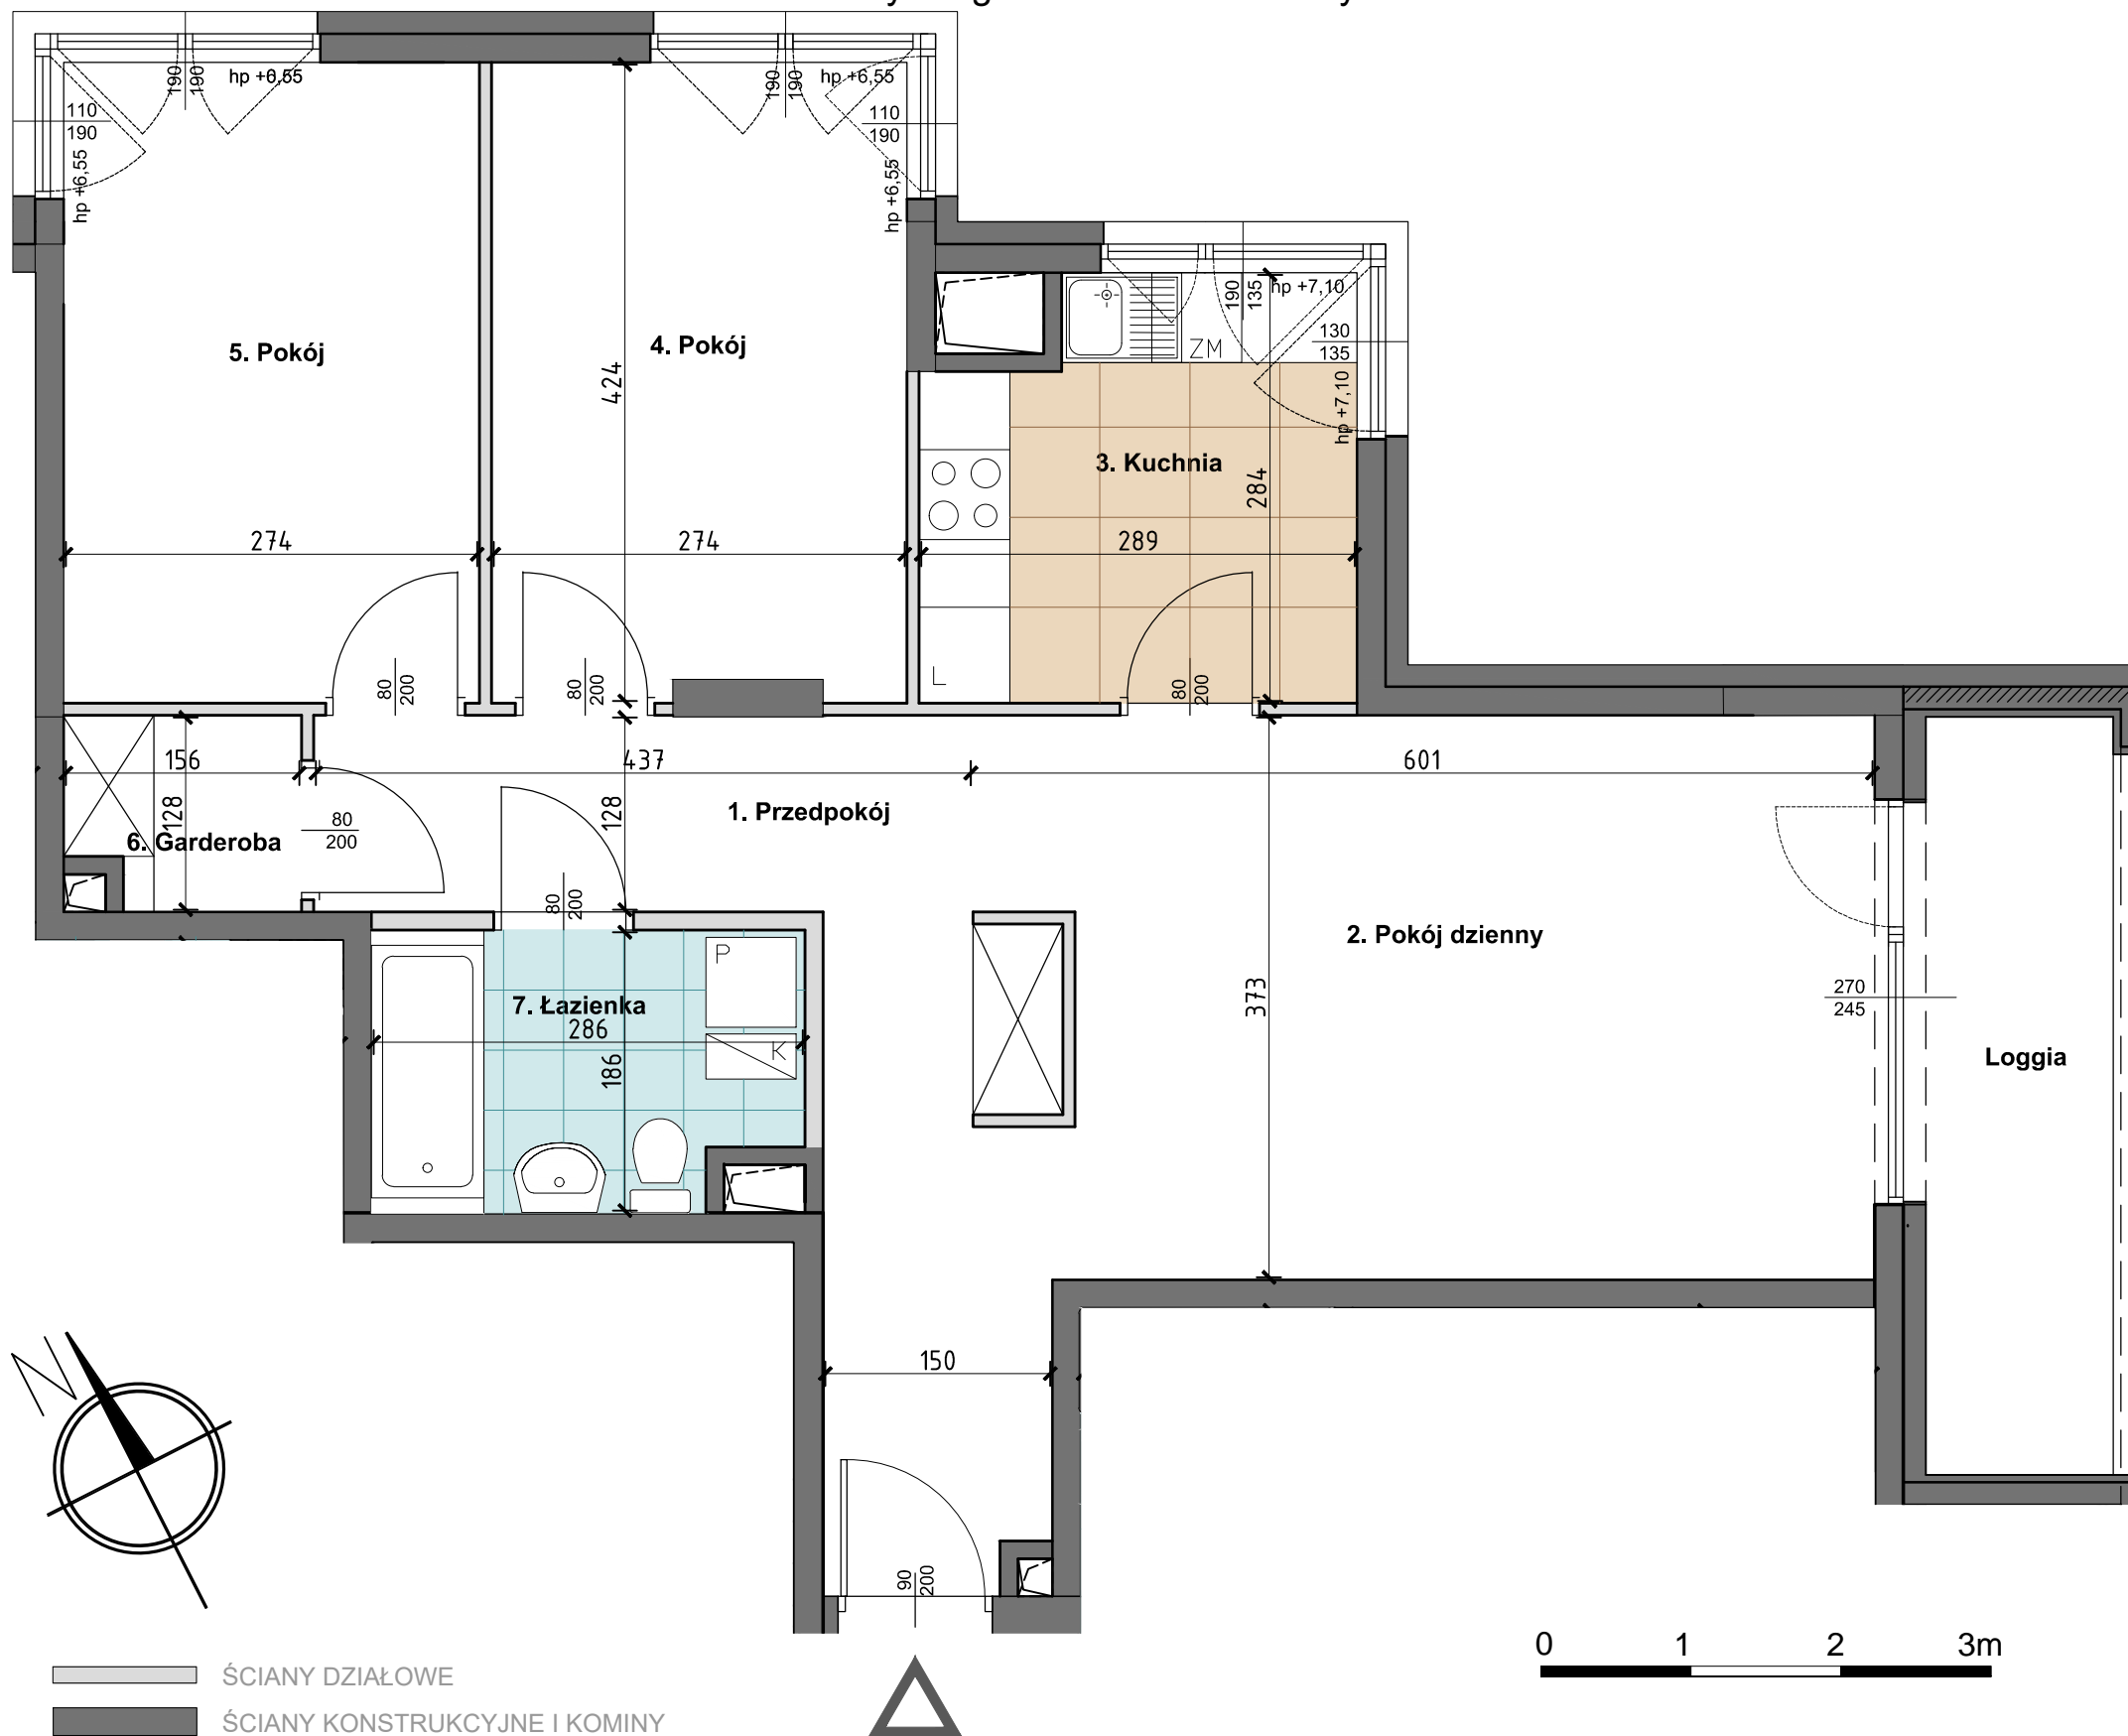 190
190
hp +6,55
110
190
hp +6,55
190
190
hp +6,55
110
190
hp +6,55
190
135
hp +7,10
130
135
hp +7,10
ZM
5. Pokój
4. Pokój
424
3. Kuchnia
284
274
274
289
L
80
200
80
200
80
200
156
437
601
128
128
1. Przedpokój
80
200
6. Garderoba
80
200
2. Pokój dzienny
P
7. Łazienka
286
K
186
373
270
245
Loggia
N
150
90
200
0 1 2 3m
ŚCIANY DZIAŁOWE
ŚCIANY KONSTRUKCYJNE I KOMINY